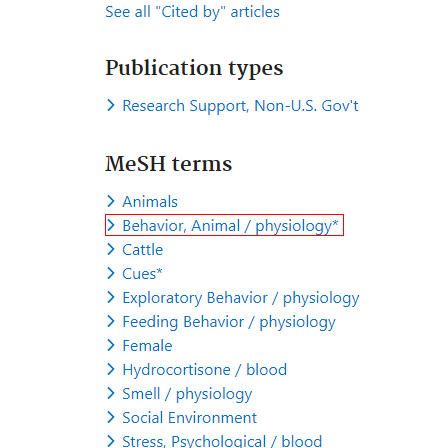 See all "Cited by" articles
Publication types
Research Support, Non-U.S. Gov't
MeSH terms
Animals
Behavior, Animal / physiology*
Cattle
Cues*
Exploratory Behavior / physiology
Feeding Behavior / physiology
Female
Hydrocortisone / blood
Smell / physiology
Social Environment
Stress, Psychological / blood